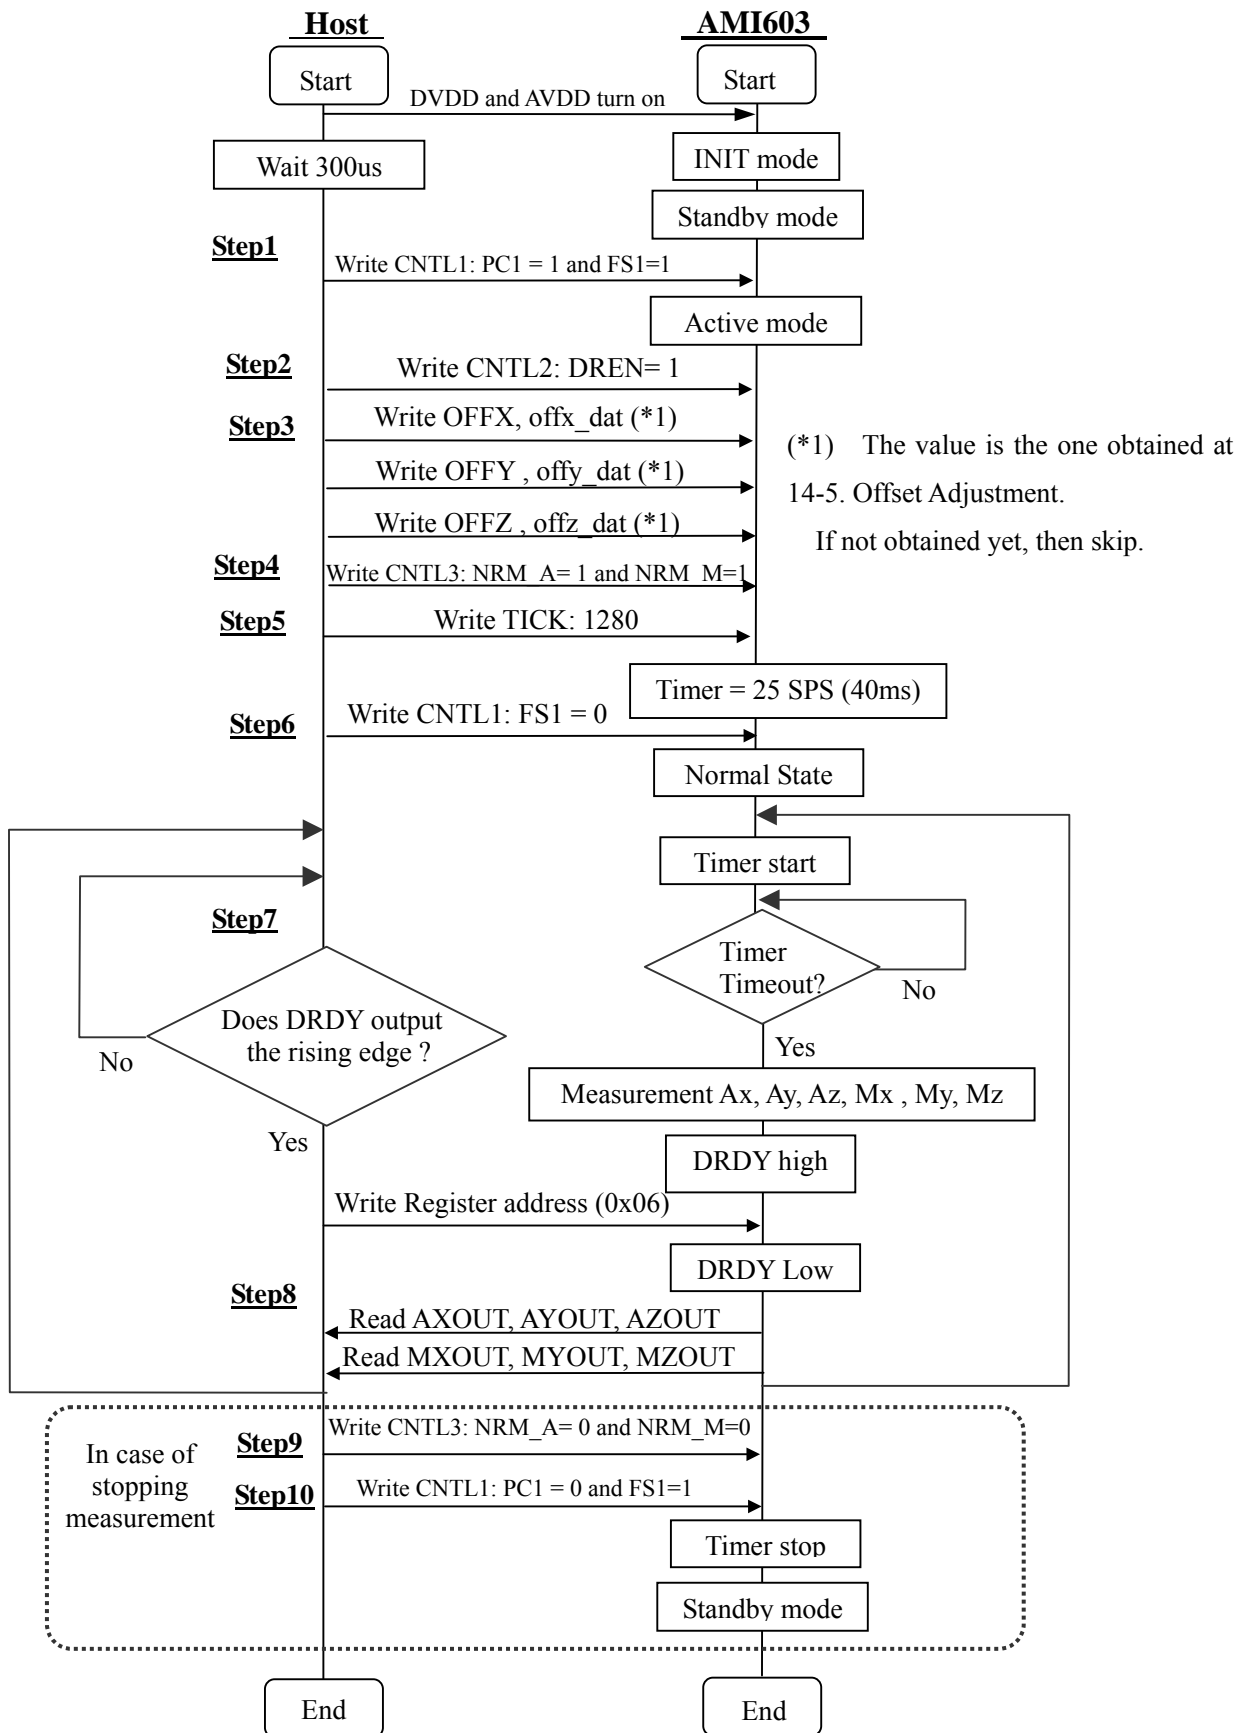 Host
AMI603
Start
Start
DVDD and AVDD turn on
Wait 300us
INIT mode
Standby mode
Step1
Write CNTL1: PC1 = 1 and FS1=1
Active mode
Step2
Write CNTL2: DREN= 1
Step3
Write OFFX, offx_dat (*1)
(*1) The value is the one obtained at
14-5. Offset Adjustment.
If not obtained yet, then skip.
Write OFFY , offy_dat (*1)
Write OFFZ , offz_dat (*1)
Step4
Write CNTL3: NRM_A= 1 and NRM_M=1
Step5
Write TICK: 1280
Timer = 25 SPS (40ms)
Step6
Write CNTL1: FS1 = 0
Normal State
Timer start
Step7
Timer
Timeout?
No
Does DRDY output
the rising edge ?
No
Yes
Yes
Measurement Ax, Ay, Az, Mx , My, Mz
DRDY high
Write Register address (0x06)
DRDY Low
Step8
Read AXOUT, AYOUT, AZOUT
Read MXOUT, MYOUT, MZOUT
In case of
stopping
measurement
Step9
Write CNTL3: NRM_A= 0 and NRM_M=0
Step10
Write CNTL1: PC1 = 0 and FS1=1
Timer stop
Standby mode
End
End